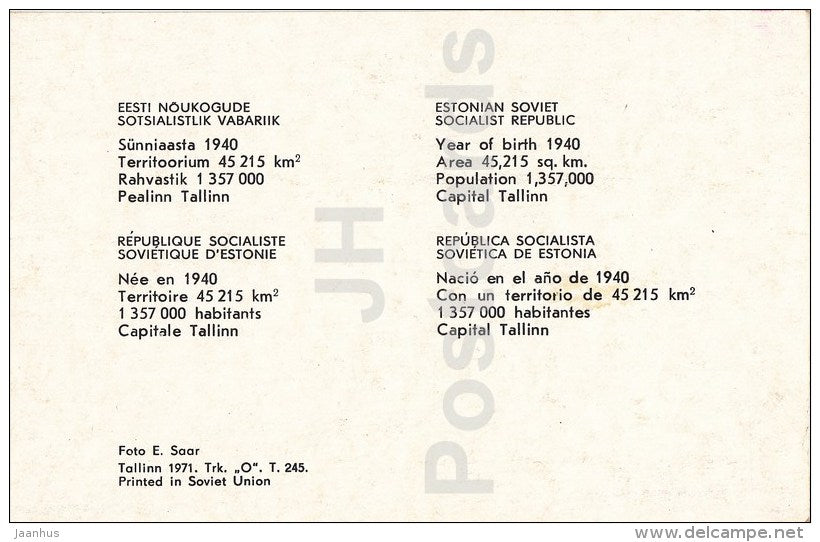 EESTI NÕUKOGUDE
SOTSIALISTLIK VABARIIK
Sünniaasta 1940
Territoorium 45 215 km²
Rahvastik 1 357 000
Pealinn Tallinn
ESTONIAN SOVIET
SOCIALIST REPUBLIC
Year of birth 1940
Area 45,215 sq. km.
Population 1,357,000
Capital Tallinn
RÉPUBLIQUE SOCIALISTE
SOVIÉTIQUE D'ESTONIE
Née en 1940
Territoire 45 215 km²
1 357 000 habitants
Capitale Tallinn
REPÚBLICA SOCIALISTA
SOVIÉTICA DE ESTONIA
Nació en el año de 1940
Con un territorio de 45 215 km²
1 357 000 habitantes
Capital Tallinn
Foto E. Saar
Tallinn 1971. Trk. „O“. T. 245.
Printed in Soviet Union
JH
Postcards
jaanhus
delcampe.net